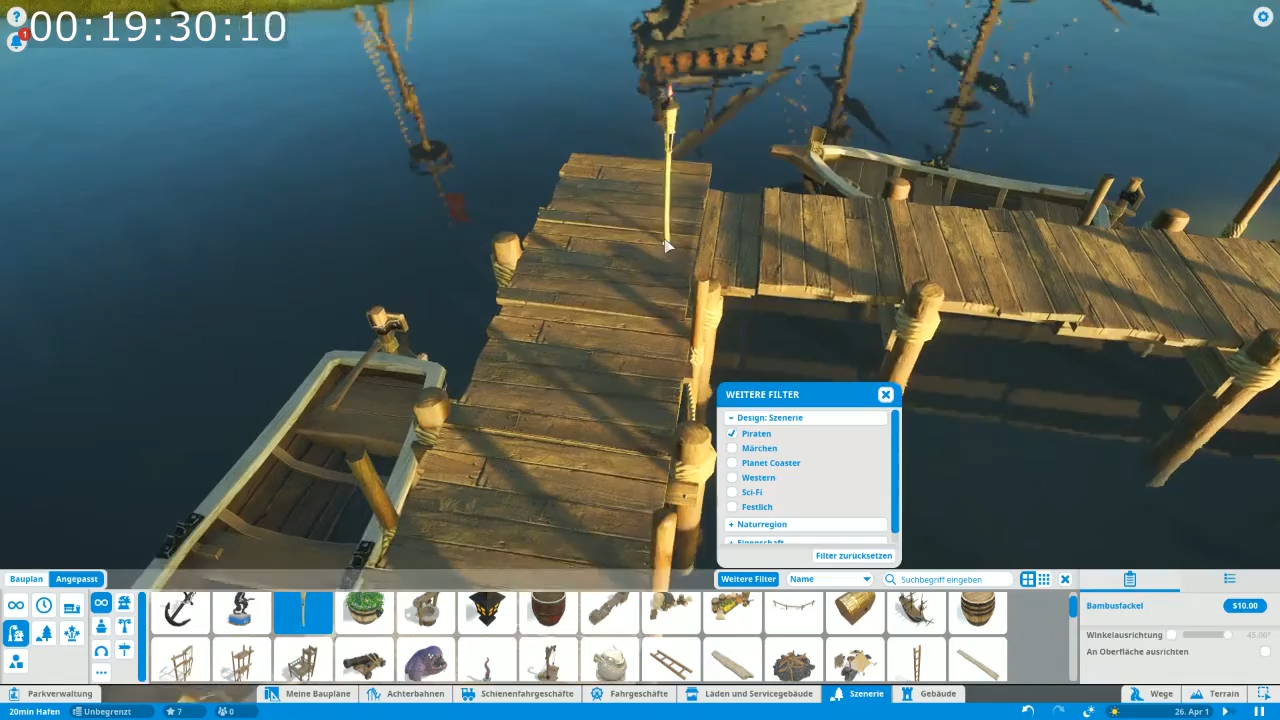 ?
1
00:19:30:10
WEITERE FILTER
− Design: Szenerie
Piraten
Märchen
Planet Coaster
Western
Sci-Fi
Festlich
+ Naturregion
+ Eigenschaft
Filter zurücksetzen
Bauplan Angepasst
Weitere Filter Name Suchbegriff eingeben
Bambusfackel $10.00
Winkelausrichtung 45.00°
An Oberfläche ausrichten
Parkverwaltung Meine Baupläne Achterbahnen Schienenfahrgeschäfte Fahrgeschäfte Läden und Servicegebäude Szenerie Gebäude Wege Terrain
20min Hafen Unbegrenzt 7 0 26. Apr 1